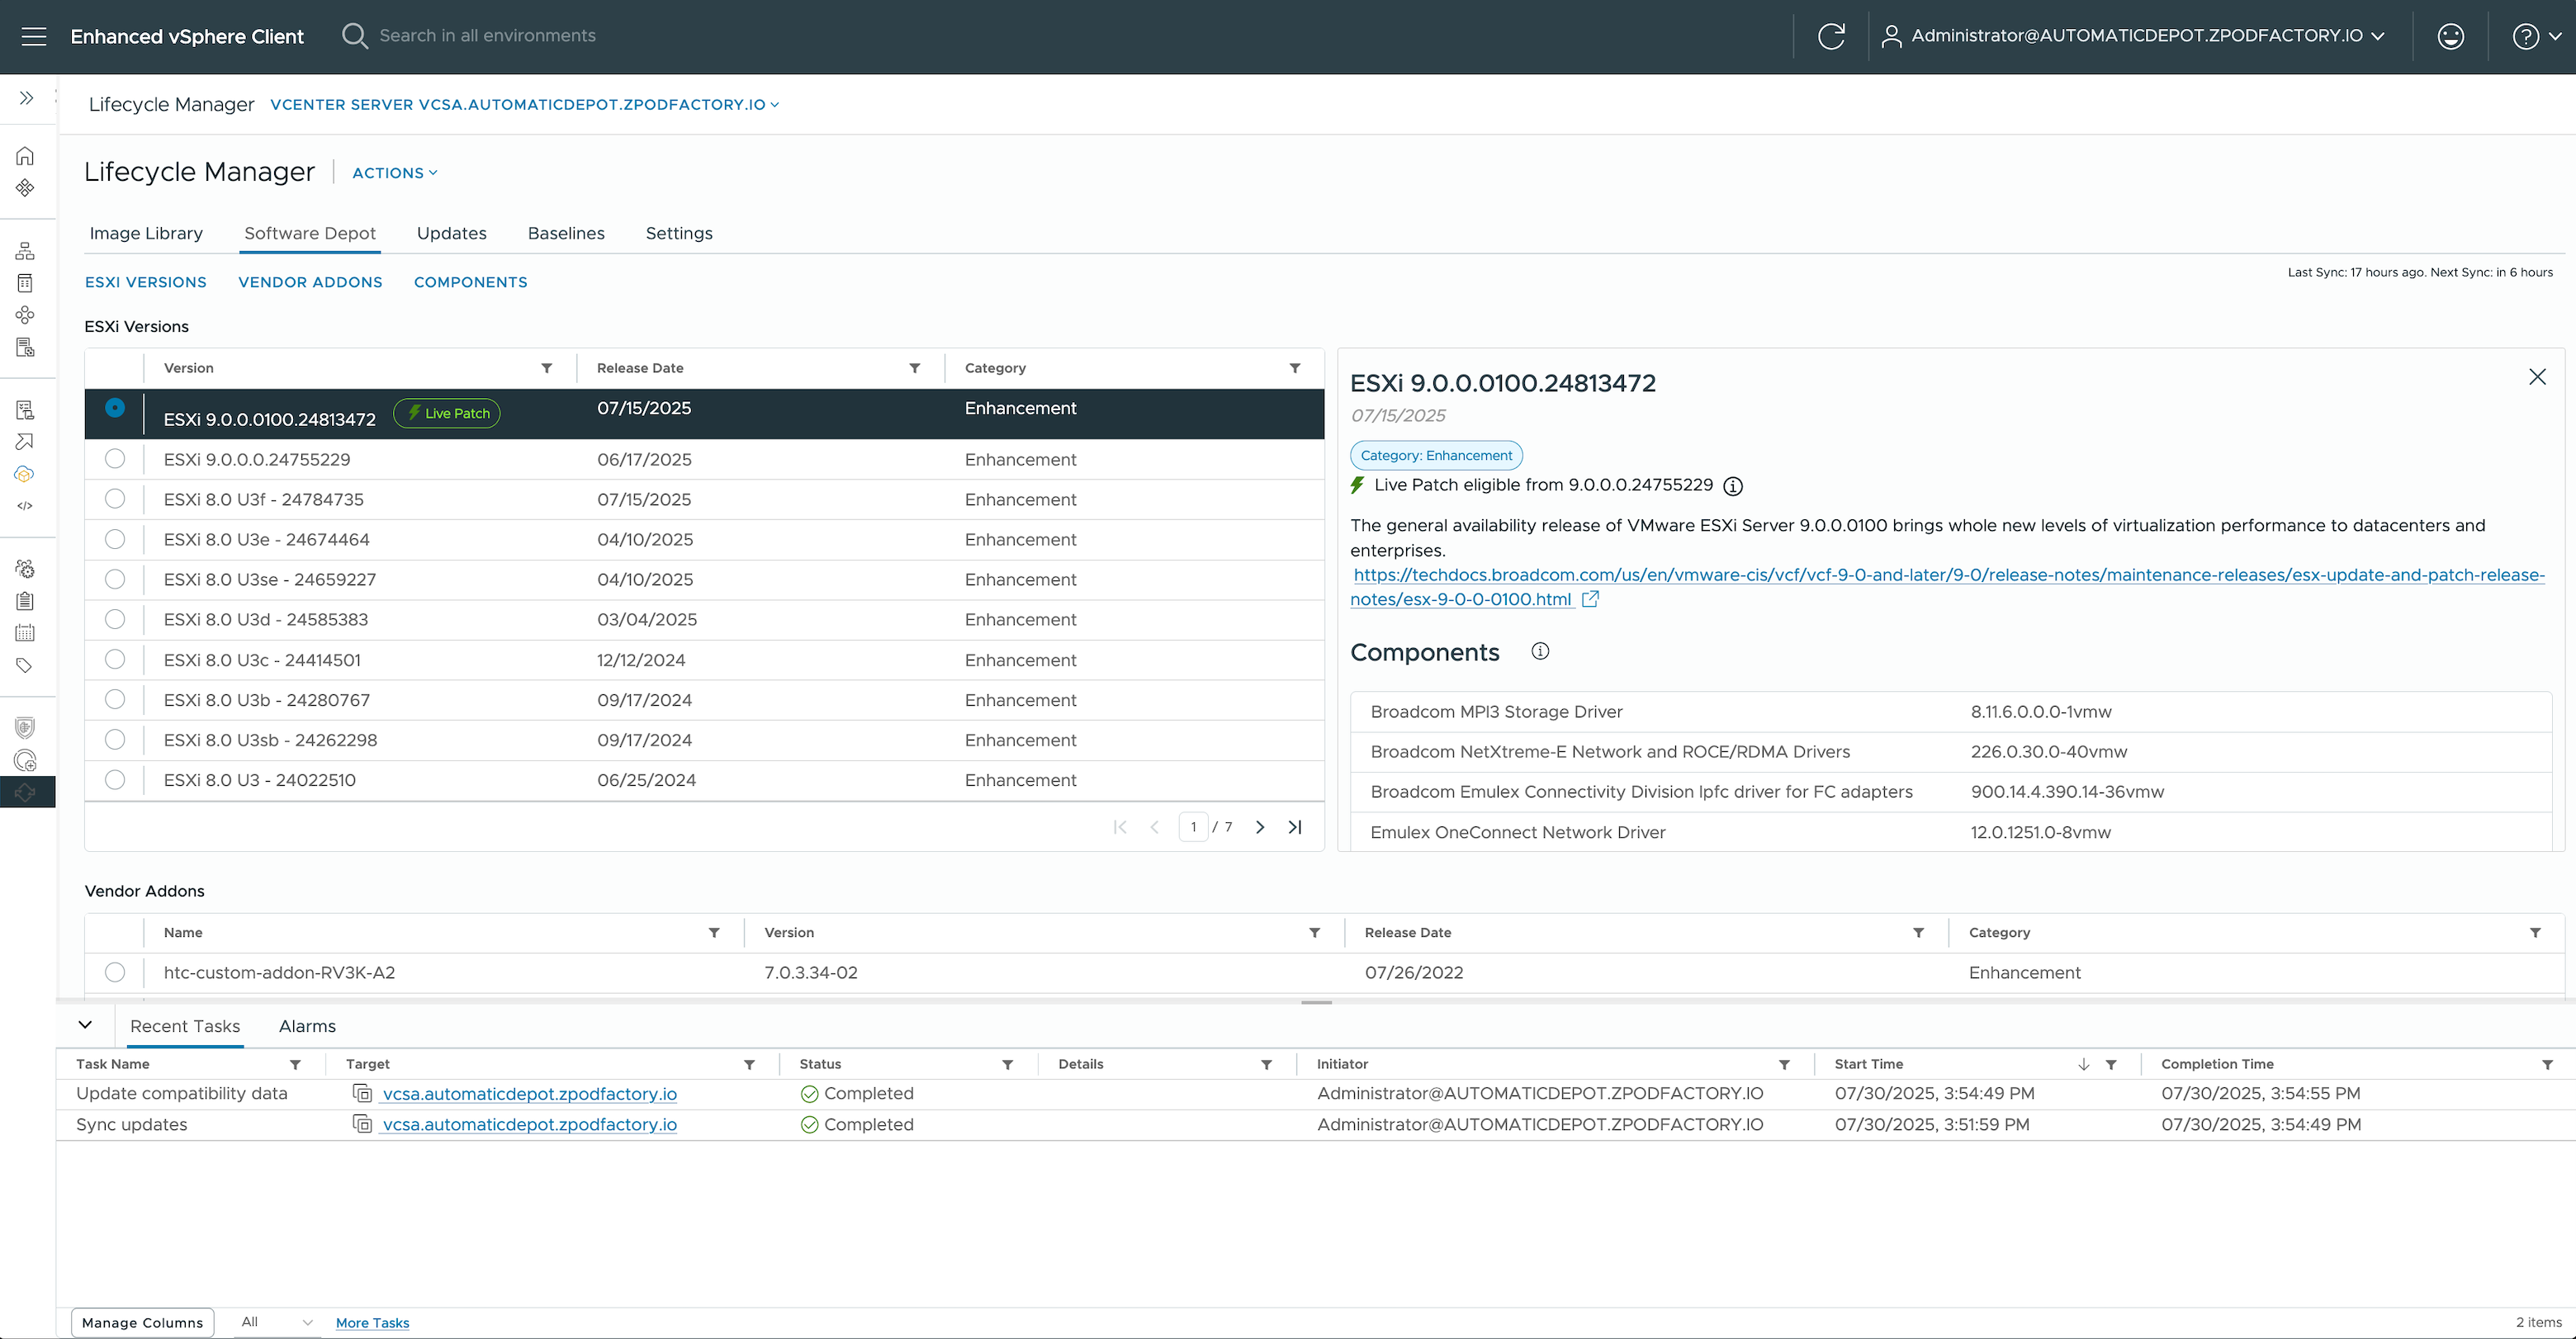 Enhanced vSphere Client
Search in all environments
Administrator@AUTOMATICDEPOT.ZPODFACTORY.IO
Lifecycle Manager VCENTER SERVER VCSA.AUTOMATICDEPOT.ZPODFACTORY.IO
Lifecycle Manager ACTIONS
Image Library Software Depot Updates Baselines Settings
ESXI VERSIONS VENDOR ADDONS COMPONENTS
Last Sync: 17 hours ago. Next Sync: in 6 hours
ESXi Versions
Version Release Date Category
ESXi 9.0.0.0100.24813472 Live Patch 07/15/2025 Enhancement
ESXi 9.0.0.0.24755229 06/17/2025 Enhancement
ESXi 8.0 U3f - 24784735 07/15/2025 Enhancement
ESXi 8.0 U3e - 24674464 04/10/2025 Enhancement
ESXi 8.0 U3se - 24659227 04/10/2025 Enhancement
ESXi 8.0 U3d - 24585383 03/04/2025 Enhancement
ESXi 8.0 U3c - 24414501 12/12/2024 Enhancement
ESXi 8.0 U3b - 24280767 09/17/2024 Enhancement
ESXi 8.0 U3sb - 24262298 09/17/2024 Enhancement
ESXi 8.0 U3 - 24022510 06/25/2024 Enhancement
1 / 7
ESXi 9.0.0.0100.24813472
07/15/2025
Category: Enhancement
Live Patch eligible from 9.0.0.0.24755229
The general availability release of VMware ESXi Server 9.0.0.0100 brings whole new levels of virtualization performance to datacenters and
enterprises.
https://techdocs.broadcom.com/us/en/vmware-cis/vcf/vcf-9-0-and-later/9-0/release-notes/maintenance-releases/esx-update-and-patch-release-
notes/esx-9-0-0-0100.html
Components
Broadcom MPI3 Storage Driver 8.11.6.0.0.0-1vmw
Broadcom NetXtreme-E Network and ROCE/RDMA Drivers 226.0.30.0-40vmw
Broadcom Emulex Connectivity Division lpfc driver for FC adapters 900.14.4.390.14-36vmw
Emulex OneConnect Network Driver 12.0.1251.0-8vmw
Vendor Addons
Name Version Release Date Category
htc-custom-addon-RV3K-A2 7.0.3.34-02 07/26/2022 Enhancement
Recent Tasks Alarms
Task Name Target Status Details Initiator Start Time Completion Time
Update compatibility data vcsa.automaticdepot.zpodfactory.io Completed Administrator@AUTOMATICDEPOT.ZPODFACTORY.IO 07/30/2025, 3:54:49 PM 07/30/2025, 3:54:55 PM
Sync updates vcsa.automaticdepot.zpodfactory.io Completed Administrator@AUTOMATICDEPOT.ZPODFACTORY.IO 07/30/2025, 3:51:59 PM 07/30/2025, 3:54:49 PM
Manage Columns All More Tasks 2 items